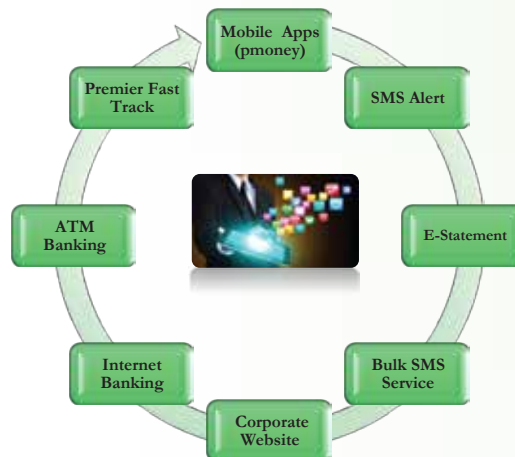 Mobile Apps
(pmoney)
SMS Alert
E-Statement
Bulk SMS
Service
Corporate
Website
Internet
Banking
ATM
Banking
Premier Fast
Track